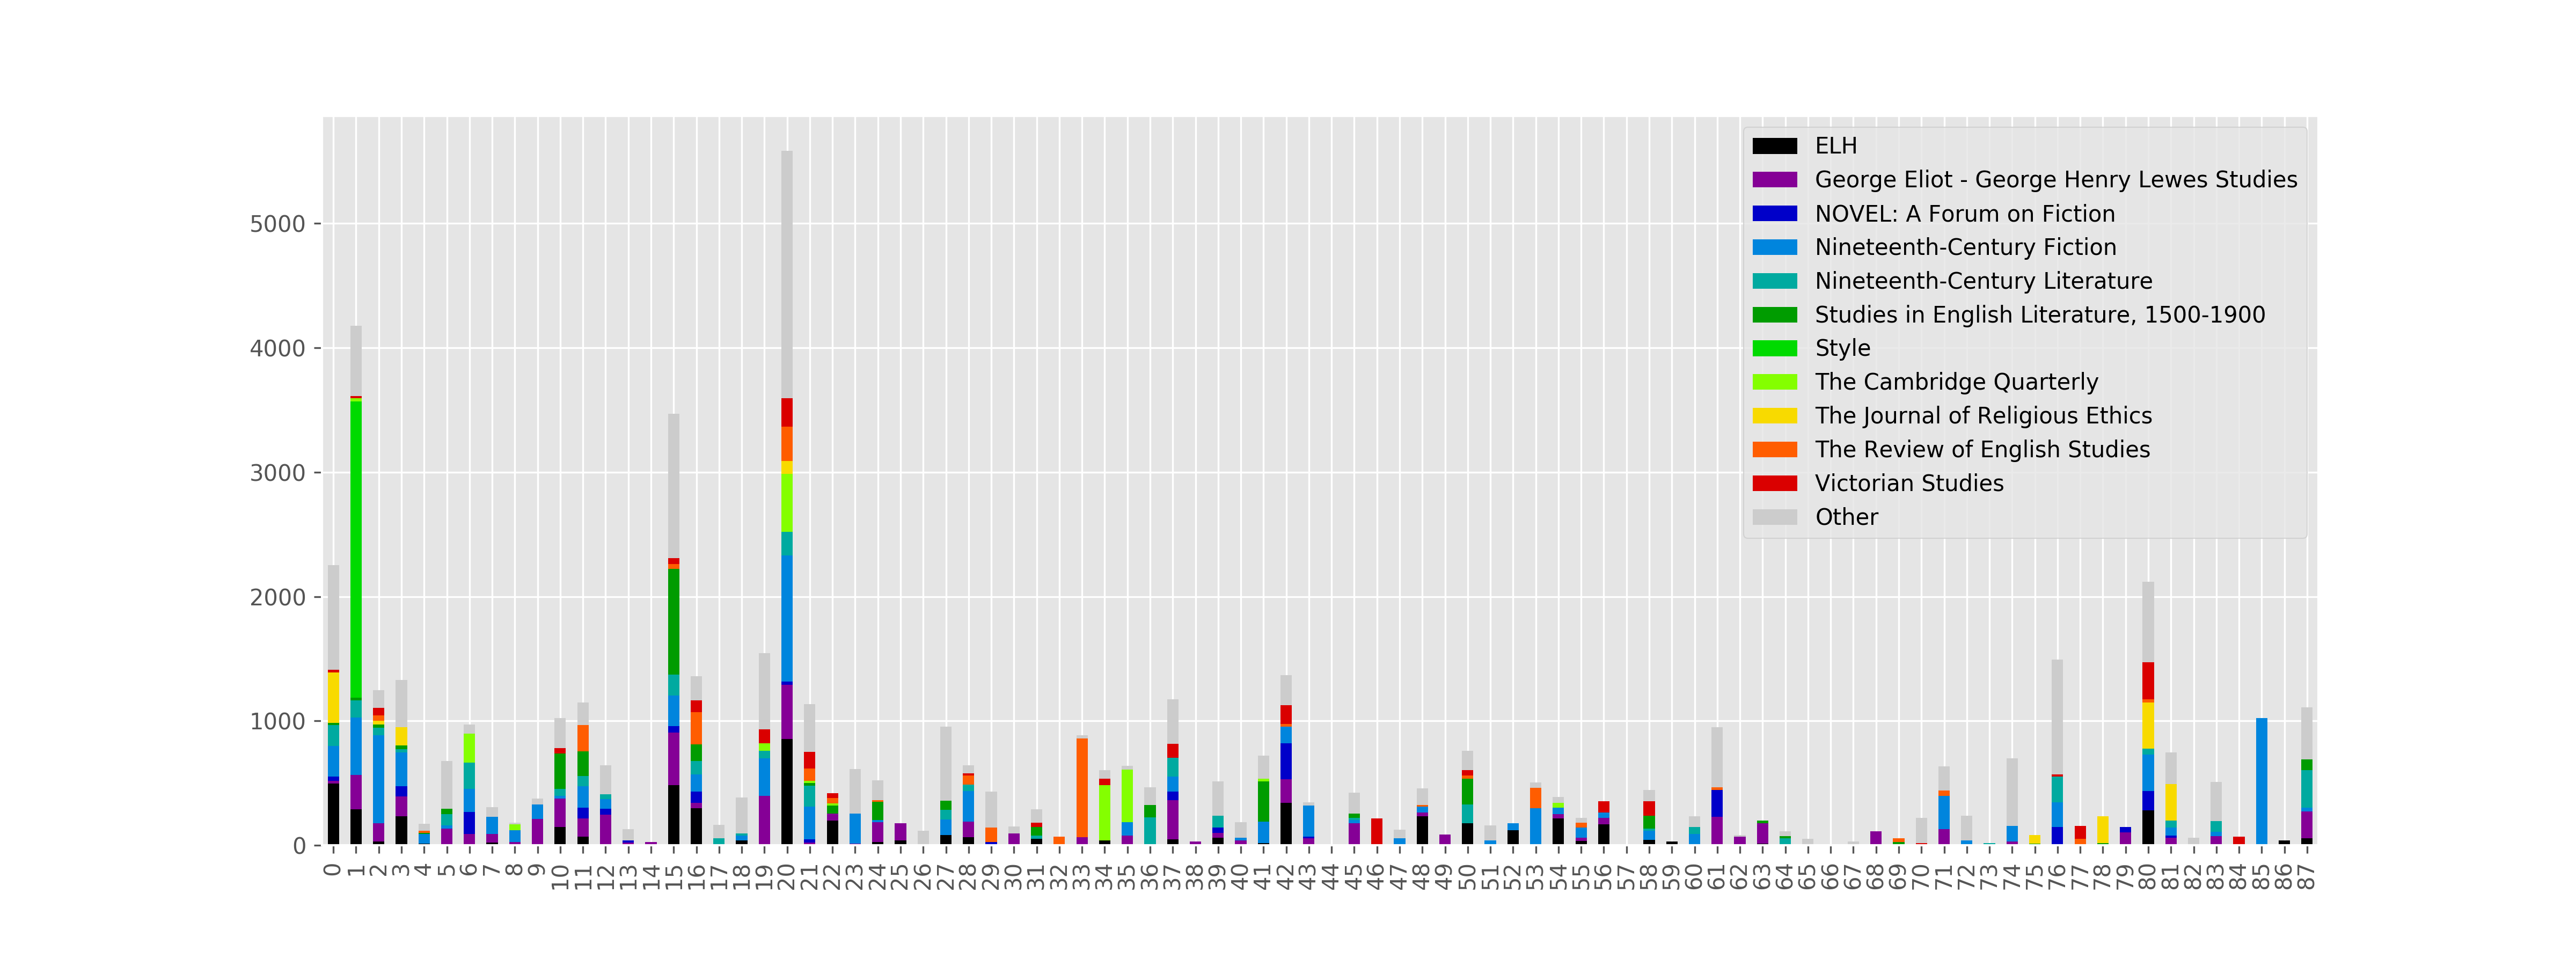 5000
4000
3000
2000
1000
0
ELH
George Eliot - George Henry Lewes Studies
NOVEL: A Forum on Fiction
Nineteenth-Century Fiction
Nineteenth-Century Literature
Studies in English Literature, 1500-1900
Style
The Cambridge Quarterly
The Journal of Religious Ethics
The Review of English Studies
Victorian Studies
Other
0 1 2 3 4 5 6 7 8 9 10 11 12 13 14 15 16 17 18 19 20 21 22 23 24 25 26 27 28 29 30 31 32 33 34 35 36 37 38 39 40 41 42 43 44 45 46 47 48 49 50 51 52 53 54 55 56 57 58 59 60 61 62 63 64 65 66 67 68 69 70 71 72 73 74 75 76 77 78 79 80 81 82 83 84 85 86 87